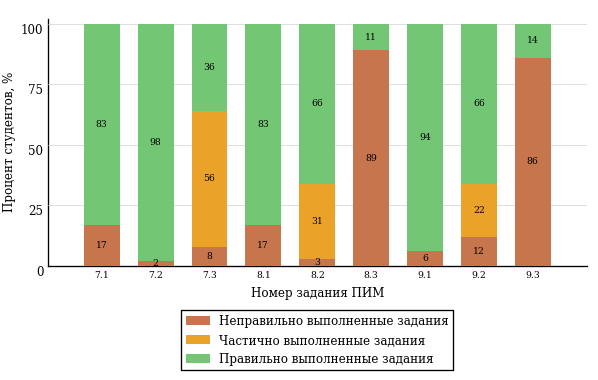 Процент студентов, %
100
75
50
25
0
83 98 36 83 66 11 94 66 14
56 31 22
17 2 8 17 3 89 6 12 86
7.1 7.2 7.3 8.1 8.2 8.3 9.1 9.2 9.3
Номер задания ПИМ
Неправильно выполненные задания
Частично выполненные задания
Правильно выполненные задания